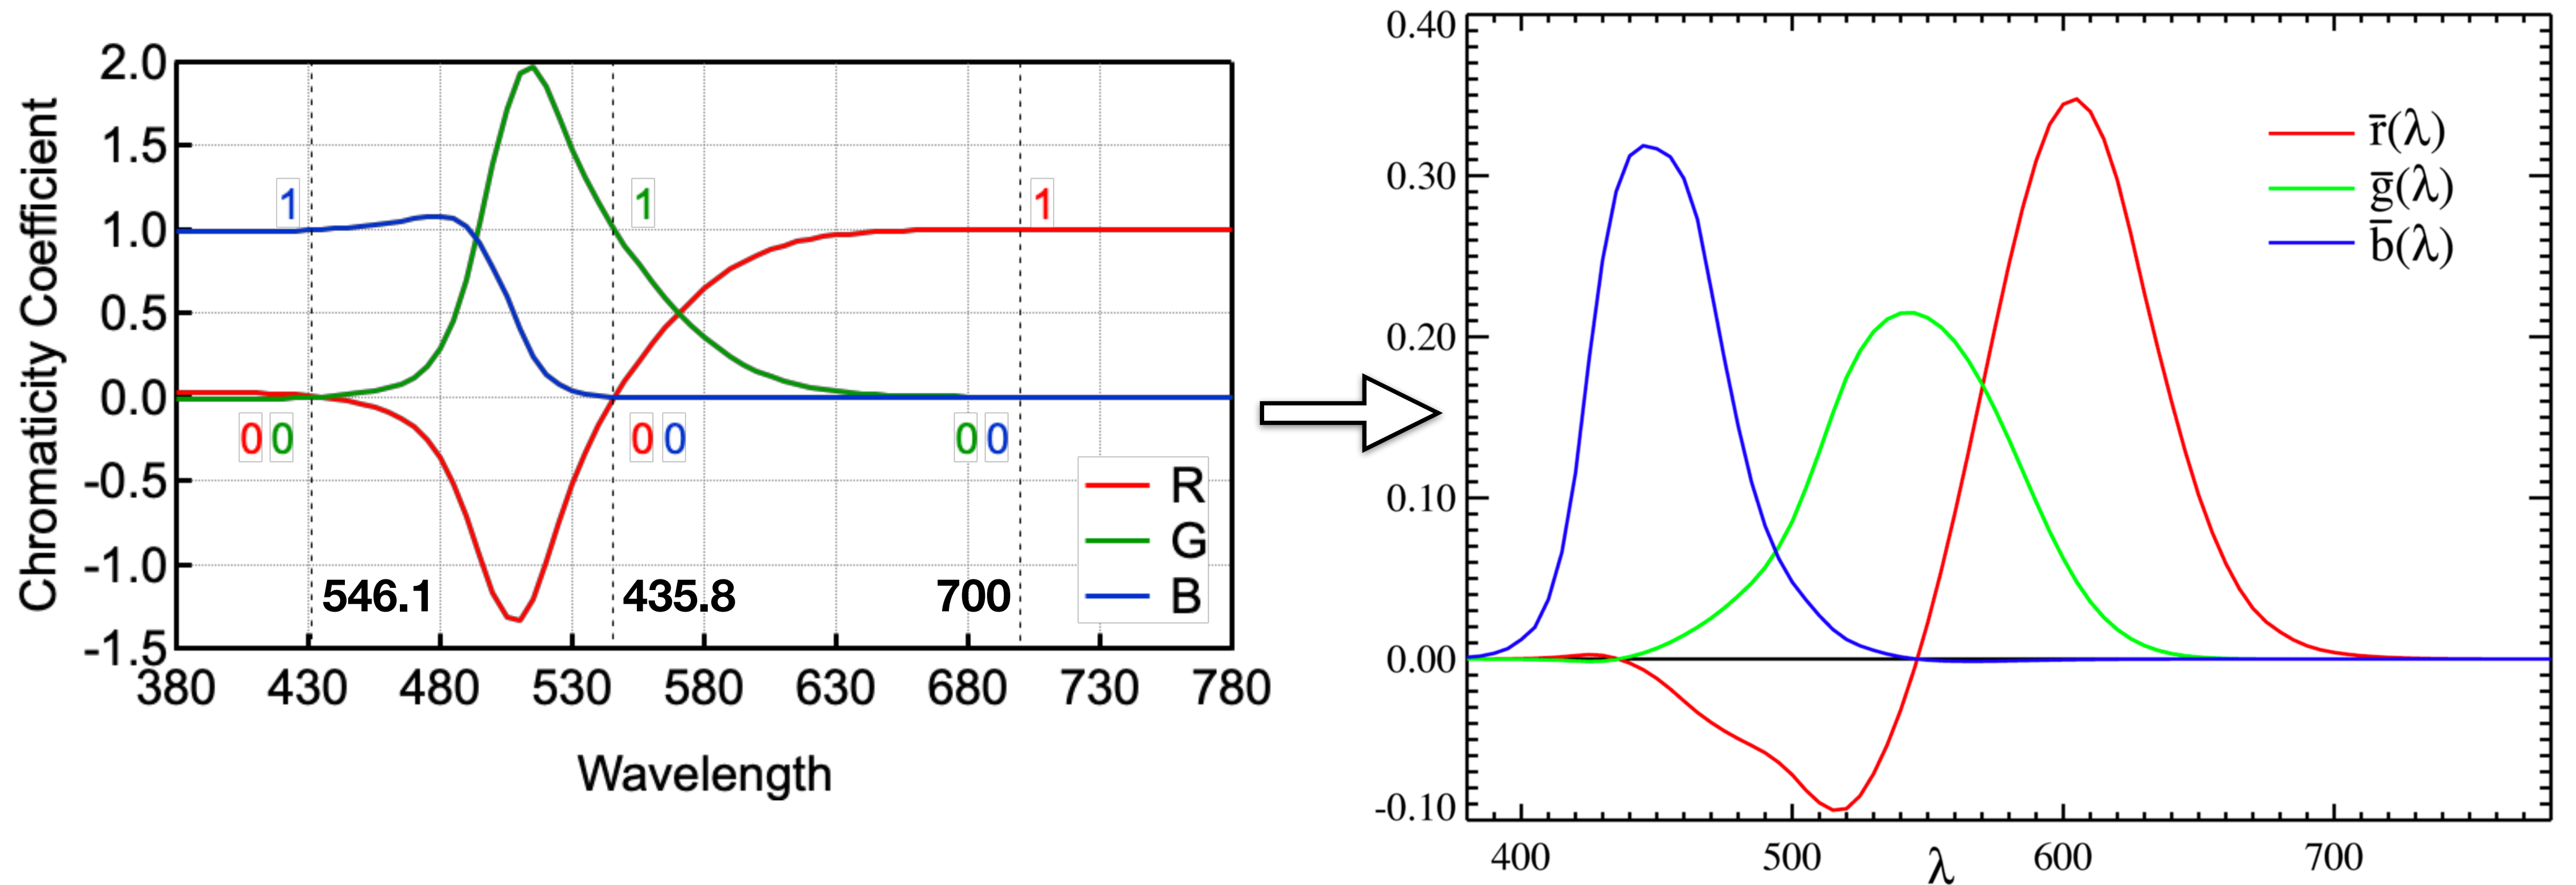 2.0
1.5
1.0
0.5
0.0
-0.5
-1.0
-1.5
Chromaticity Coefficient
1
1
1
0 0
0 0
0 0
546.1
435.8
700
R
G
B
380 430 480 530 580 630 680 730 780
Wavelength
0.40
0.30
0.20
0.10
0.00
-0.10
r̄(λ)
ḡ(λ)
b̄(λ)
400 500 600 700
λ